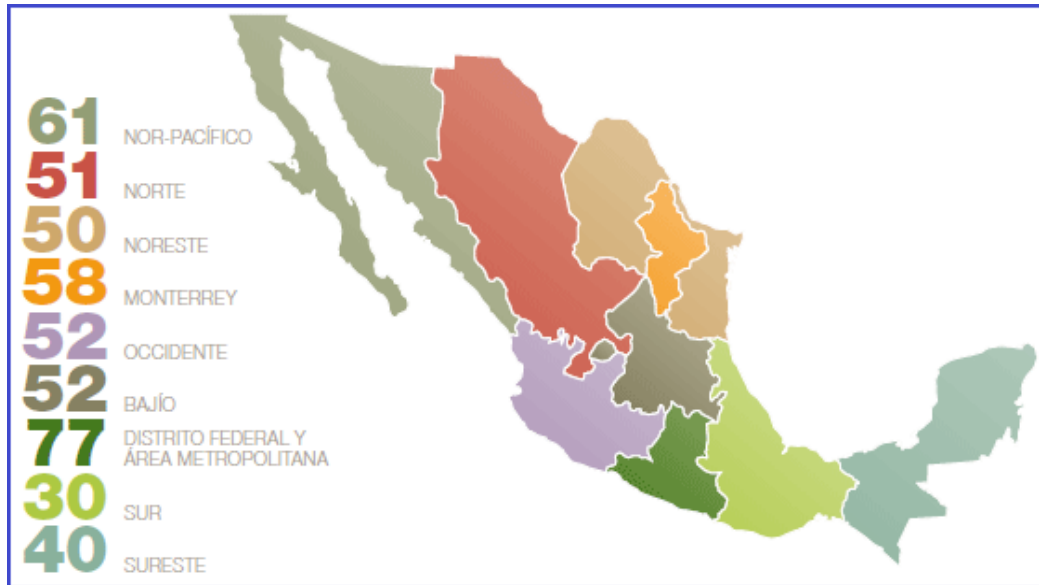 61 NOR-PACÍFICO
51 NORTE
50 NORESTE
58 MONTERREY
52 OCCIDENTE
52 BAJÍO
77 DISTRITO FEDERAL Y
ÁREA METROPOLITANA
30 SUR
40 SURESTE